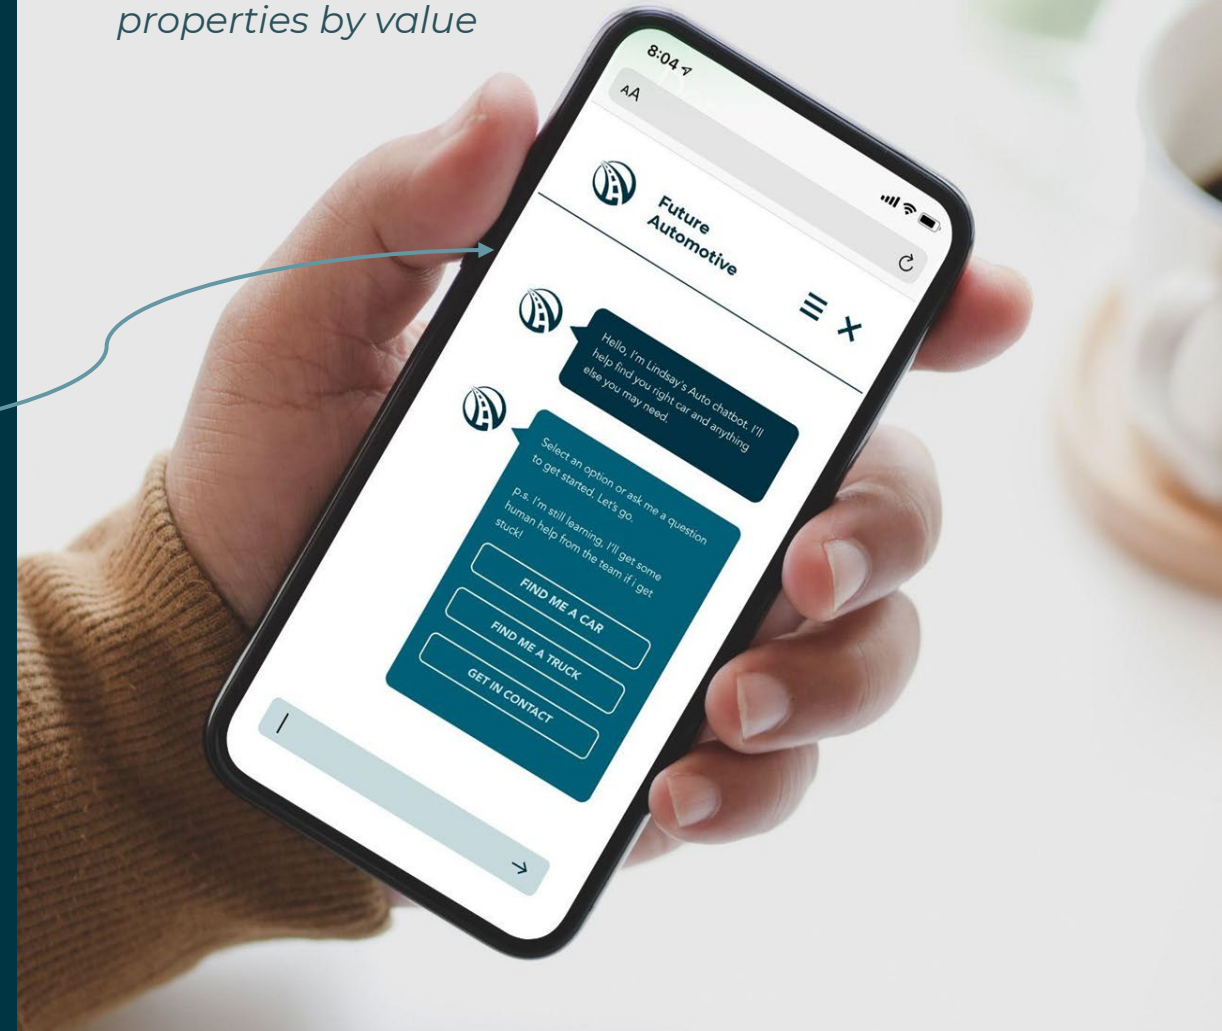 properties by value
8:04
AA
Future
Automotive
Hello, I'm Lindsay's Auto chatbot. I'll
help find you right car and anything
else you may need.
Select an option or ask me a question
to get started. Let's go.
p.s. I'm still learning, I'll get some
human help from the team if i get
stuck!
FIND ME A CAR
FIND ME A TRUCK
GET IN CONTACT